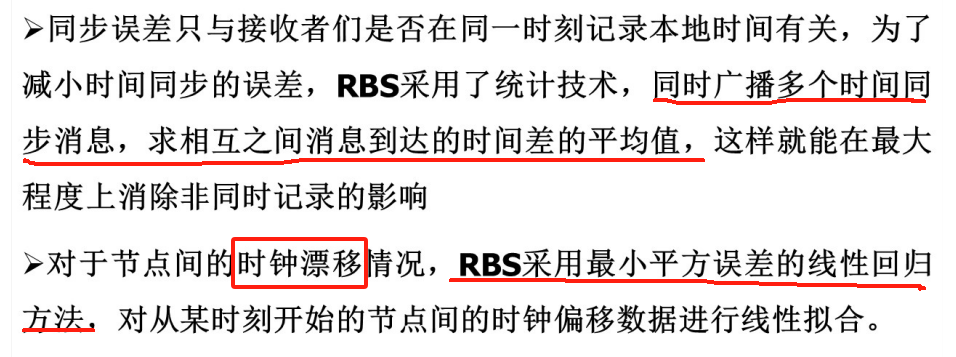 ➢同步误差只与接收者们是否在同一时刻记录本地时间有关，为了
减小时间同步的误差，RBS采用了统计技术，同时广播多个时间同
步消息，求相互之间消息到达的时间差的平均值，这样就能在最大
程度上消除非同时记录的影响
➢对于节点间的时钟漂移情况，RBS采用最小平方误差的线性回归
方法，对从某时刻开始的节点间的时钟偏移数据进行线性拟合。